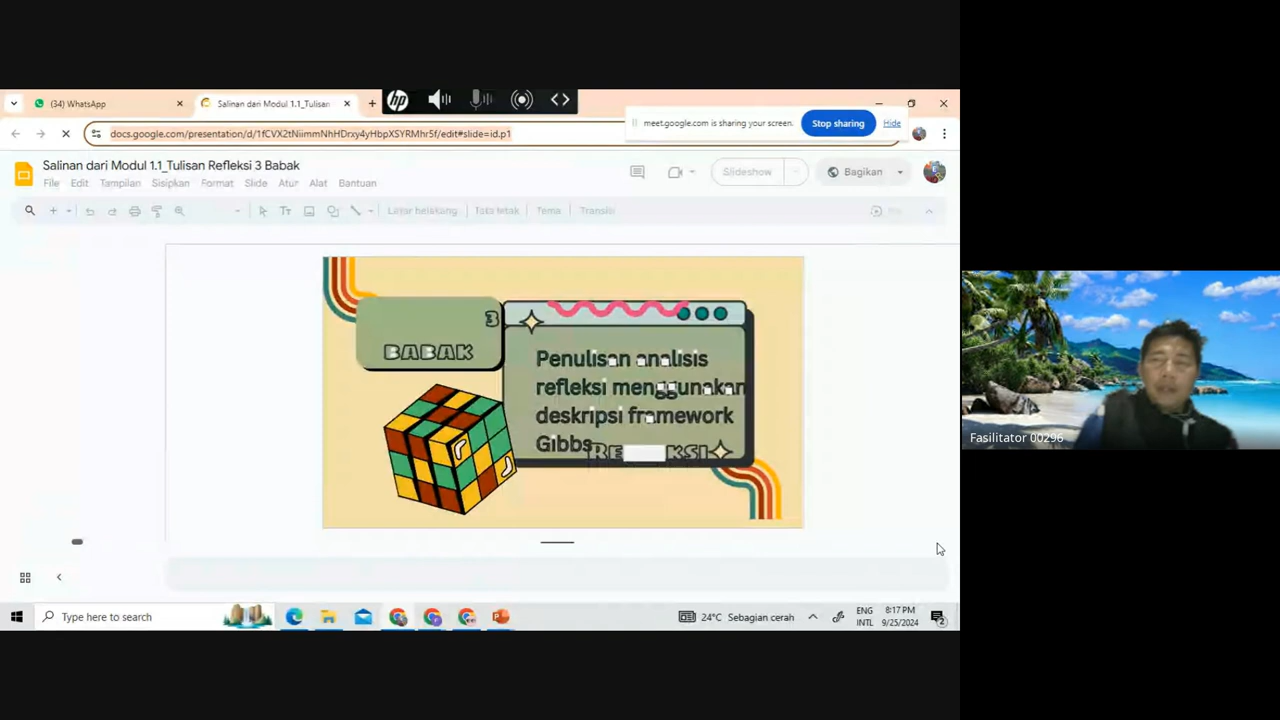 (34) WhatsApp
Salinan dari Modul 1.1_Tulisan
hp
docs.google.com/presentation/d/1fCVX2tNiimmNhHDrxy4yHbpXSYRMhr5f/edit#slide=id.p1
meet.google.com is sharing your screen.
Stop sharing
Hide
Salinan dari Modul 1.1_Tulisan Refleksi 3 Babak
File Edit Tampilan Sisipkan Format Slide Atur Alat Bantuan
Slideshow
Bagikan
Latar belakang Tata letak Tema Transisi
3
BABAK
Penulisan analisis
refleksi menggunakan
deskripsi framework
Gibbs
Fasilitator 00296
Type here to search
24°C Sebagian cerah
ENG
INTL
8:17 PM
9/25/2024
2